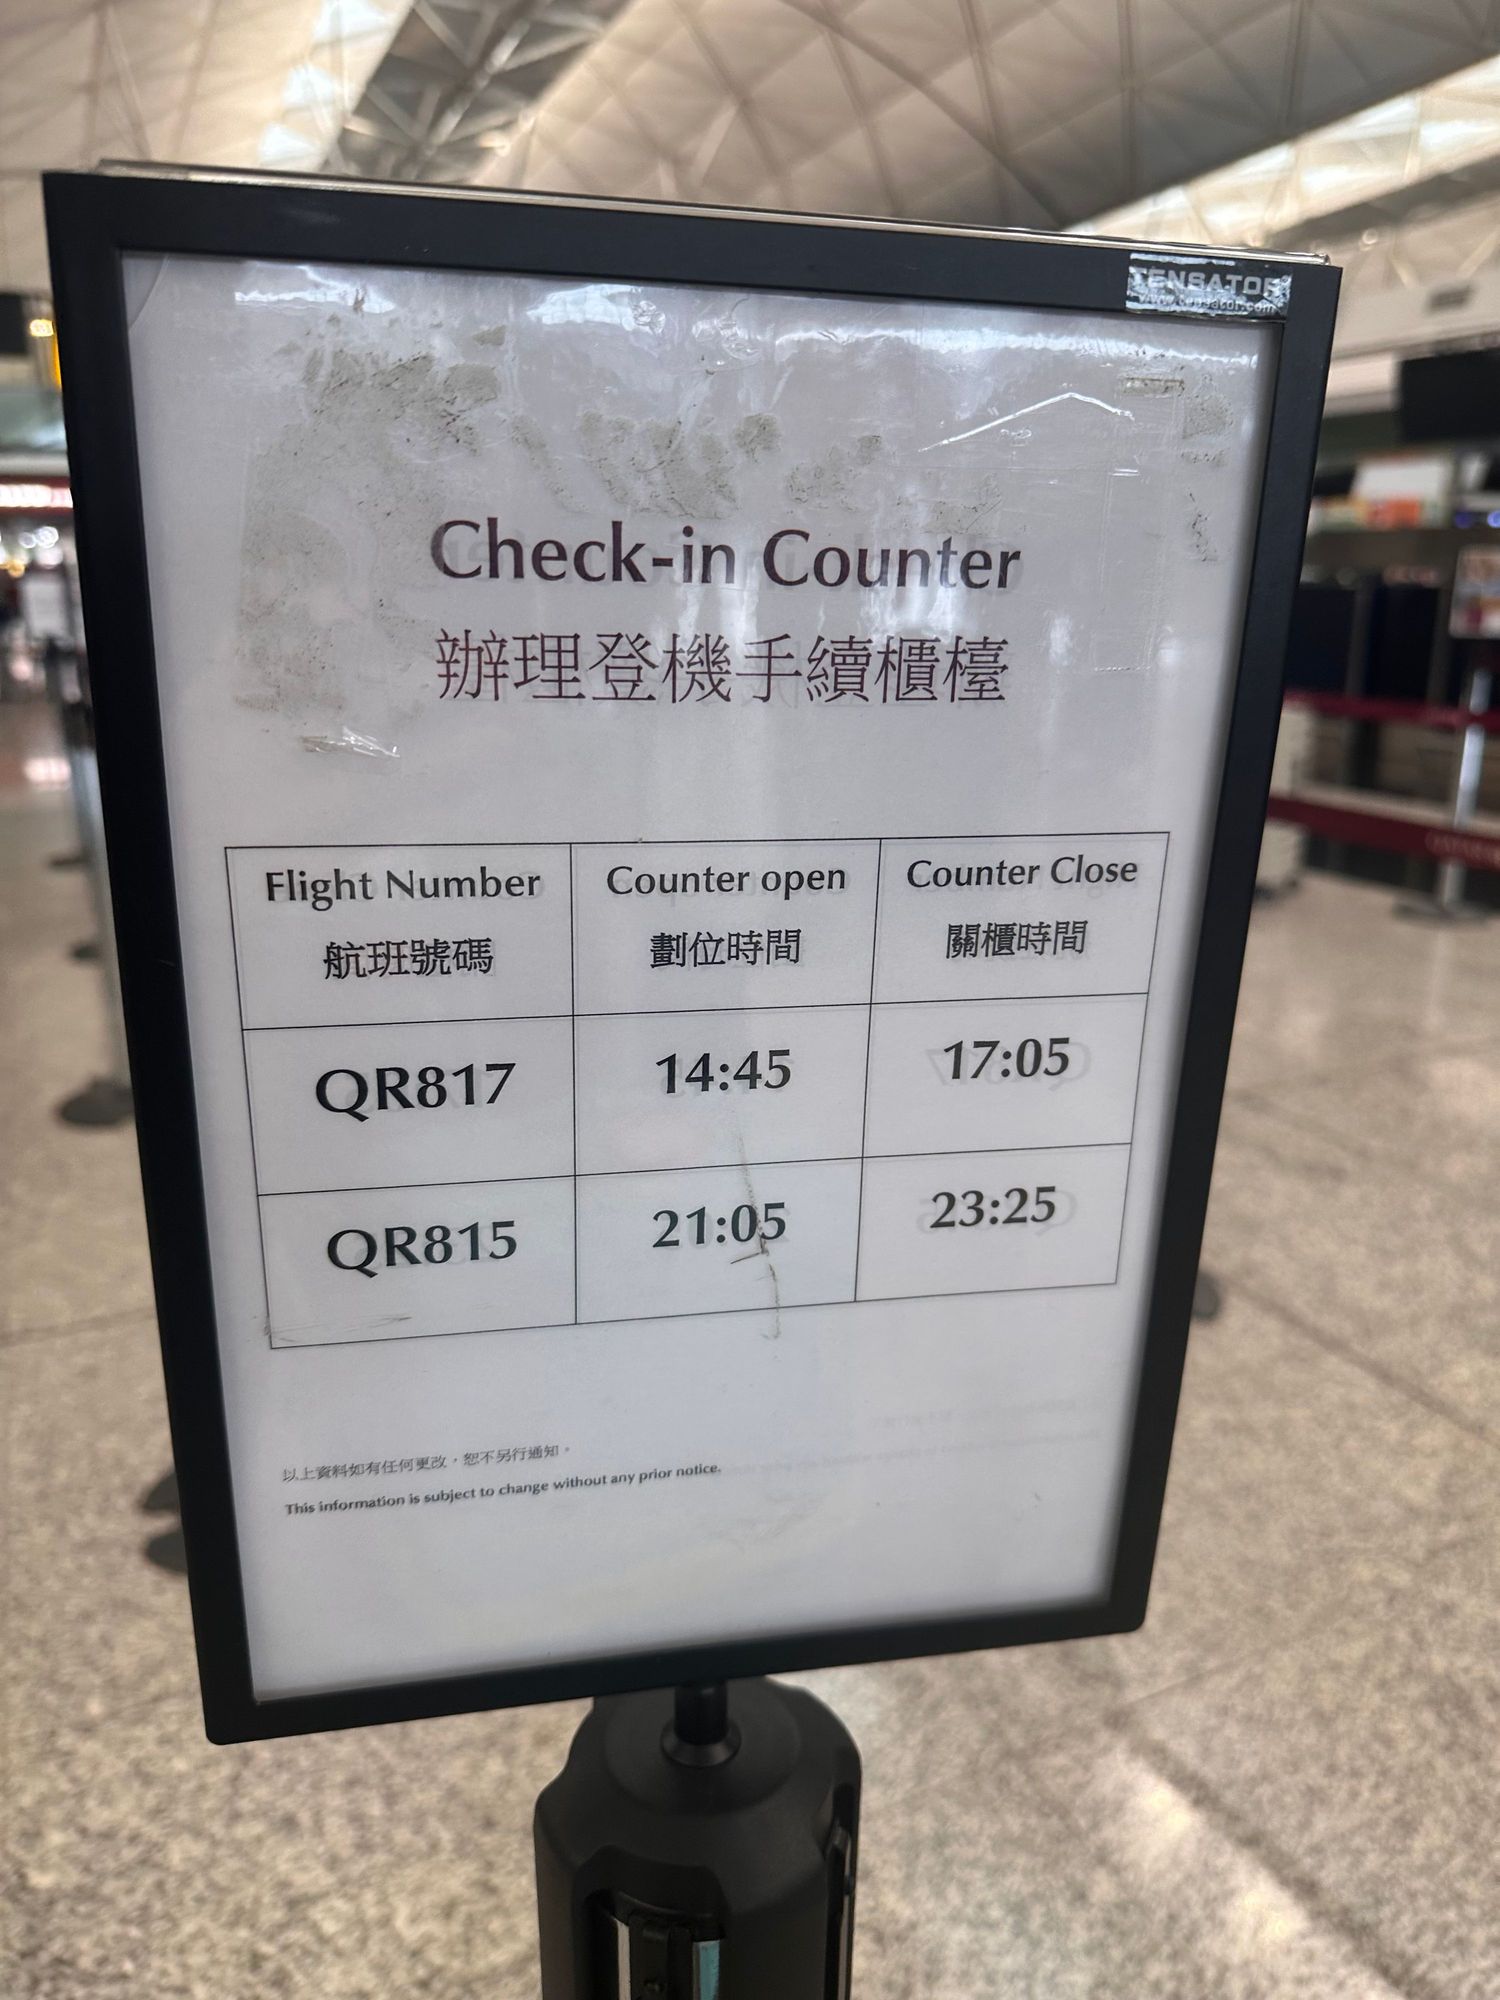 TENSATOR
www.tensator.com
Check-in Counter
辦理登機手續櫃檯
Flight Number
航班號碼
Counter open
劃位時間
Counter Close
關櫃時間
QR817
14:45
17:05
QR815
21:05
23:25
以上資料如有任何更改，恕不另行通知。
This information is subject to change without any prior notice.